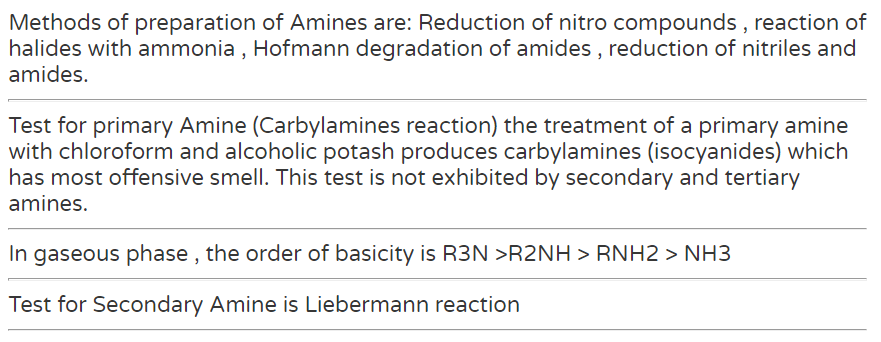 Methods of preparation of Amines are: Reduction of nitro compounds , reaction of
halides with ammonia , Hofmann degradation of amides , reduction of nitriles and
amides.
Test for primary Amine (Carbylamines reaction) the treatment of a primary amine
with chloroform and alcoholic potash produces carbylamines (isocyanides) which
has most offensive smell. This test is not exhibited by secondary and tertiary
amines.
In gaseous phase , the order of basicity is R3N >R2NH > RNH2 > NH3
Test for Secondary Amine is Liebermann reaction